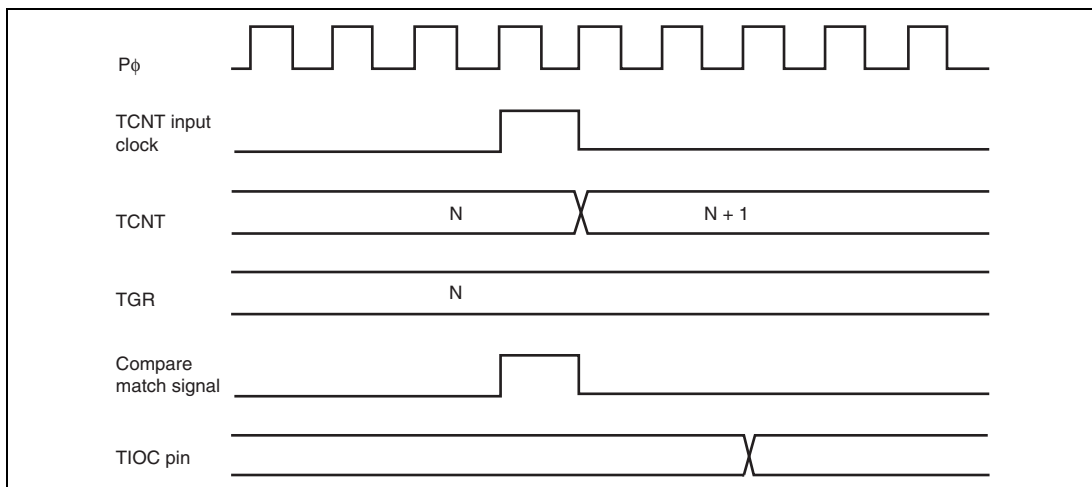 Pϕ
TCNT input
clock
TCNT
N
N + 1
TGR
N
Compare
match signal
TIOC pin